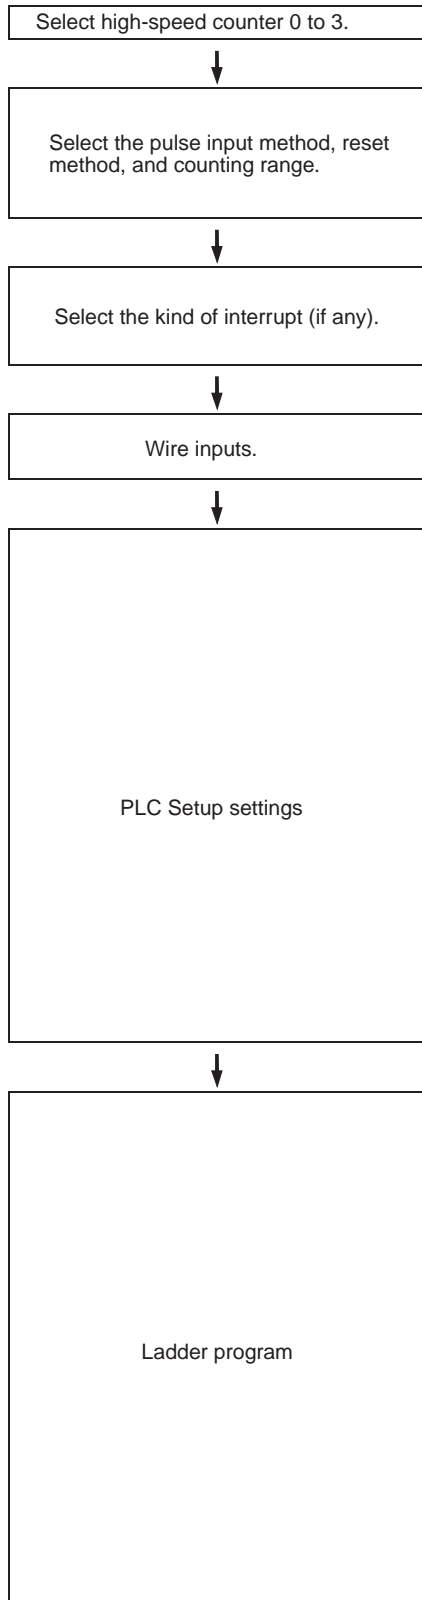 Select high-speed counter 0 to 3.
Select the pulse input method, reset
method, and counting range.
Select the kind of interrupt (if any).
Wire inputs.
PLC Setup settings
Ladder program